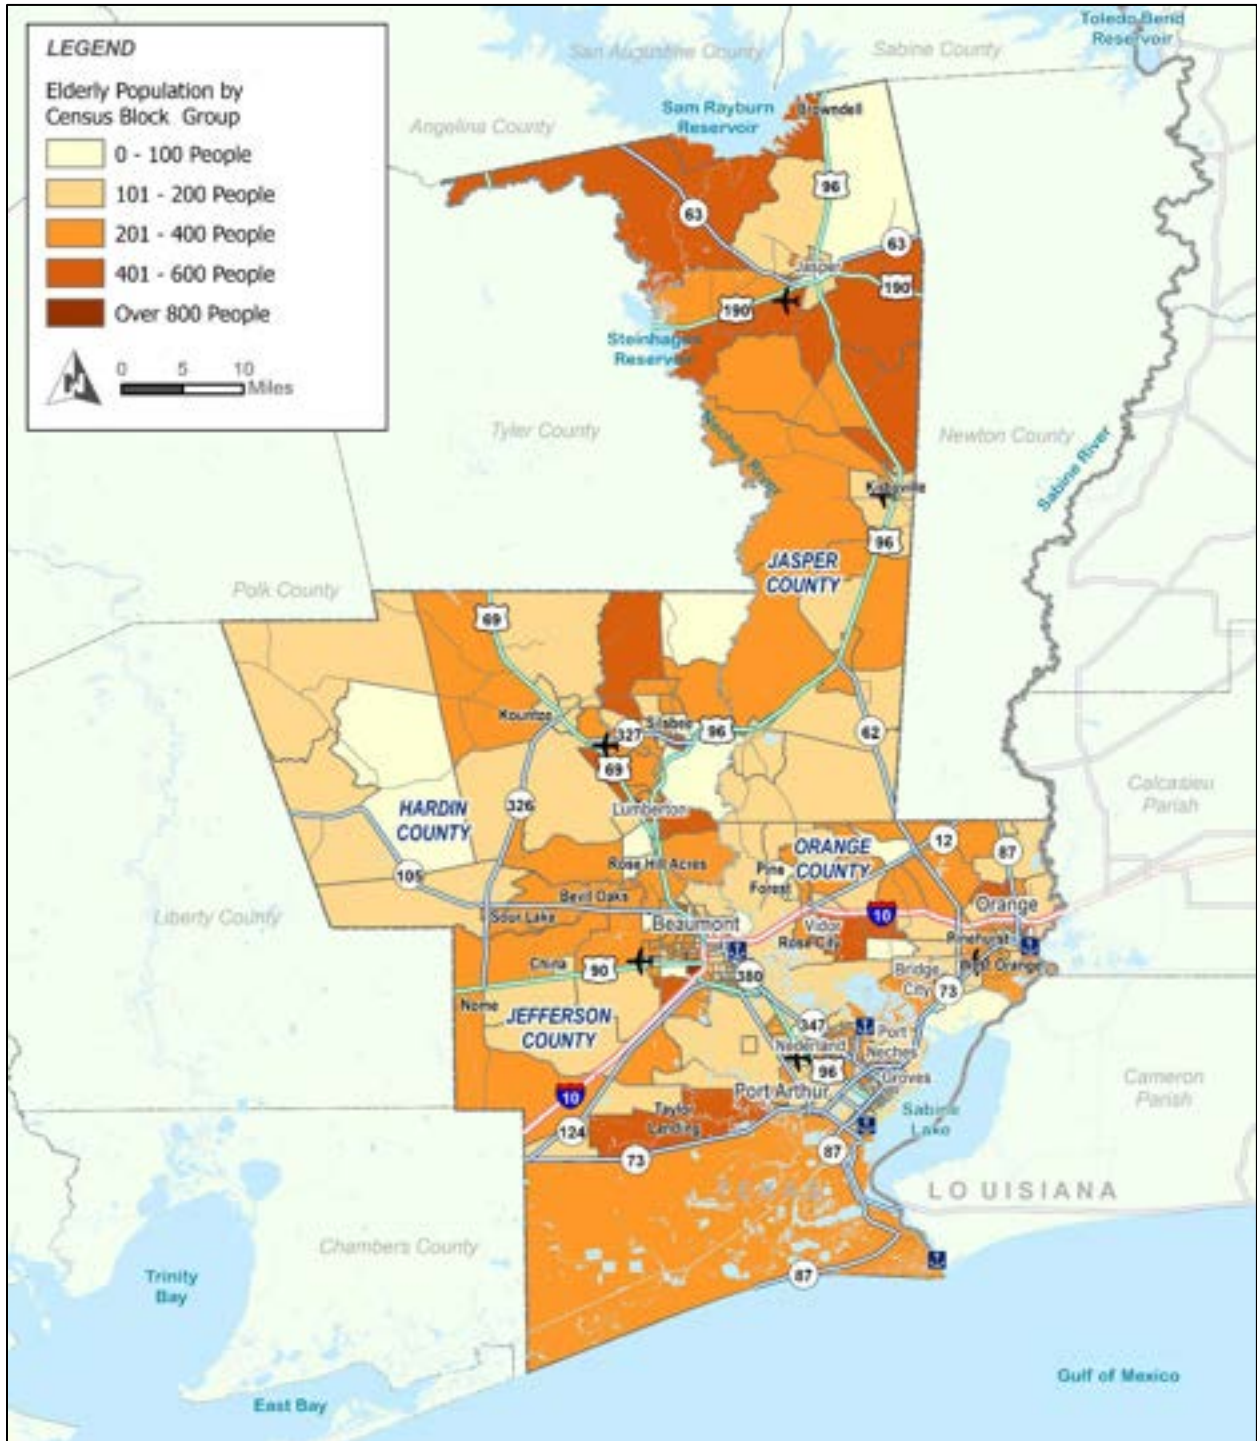 LEGEND
Elderly Population by
Census Block Group
0 - 100 People
101 - 200 People
201 - 400 People
401 - 600 People
Over 800 People
N
0 5 10
Miles
Toledo Bend
Reservoir
San Augustine County
Sabine County
Sam Rayburn
Reservoir
Browndell
Angelina County
96
63
63
Jasper
190
190
Steinhagen
Reservoir
Tyler County
Neches River
Newton County
Sabine River
Kirbyville
96
JASPER
COUNTY
Polk County
69
Kountze
Silsbee
327
96
62
69
Calcasieu
Parish
HARDIN
COUNTY
326
Lumberton
ORANGE
COUNTY
12
87
Rose Hill Acres
Pine
Forest
105
Bevil Oaks
Liberty County
Sour Lake
Beaumont
10
Orange
Vidor
Rose City
Pinehurst
China
90
380
Bridge
City
West Orange
73
Nome
JEFFERSON
COUNTY
347
Port
Neches
Nederland
96
Groves
Port Arthur
Cameron
Parish
10
Taylor
Landing
Sabine
Lake
124
73
87
TEXAS
LOUISIANA
Chambers County
Trinity
Bay
87
East Bay
Gulf of Mexico